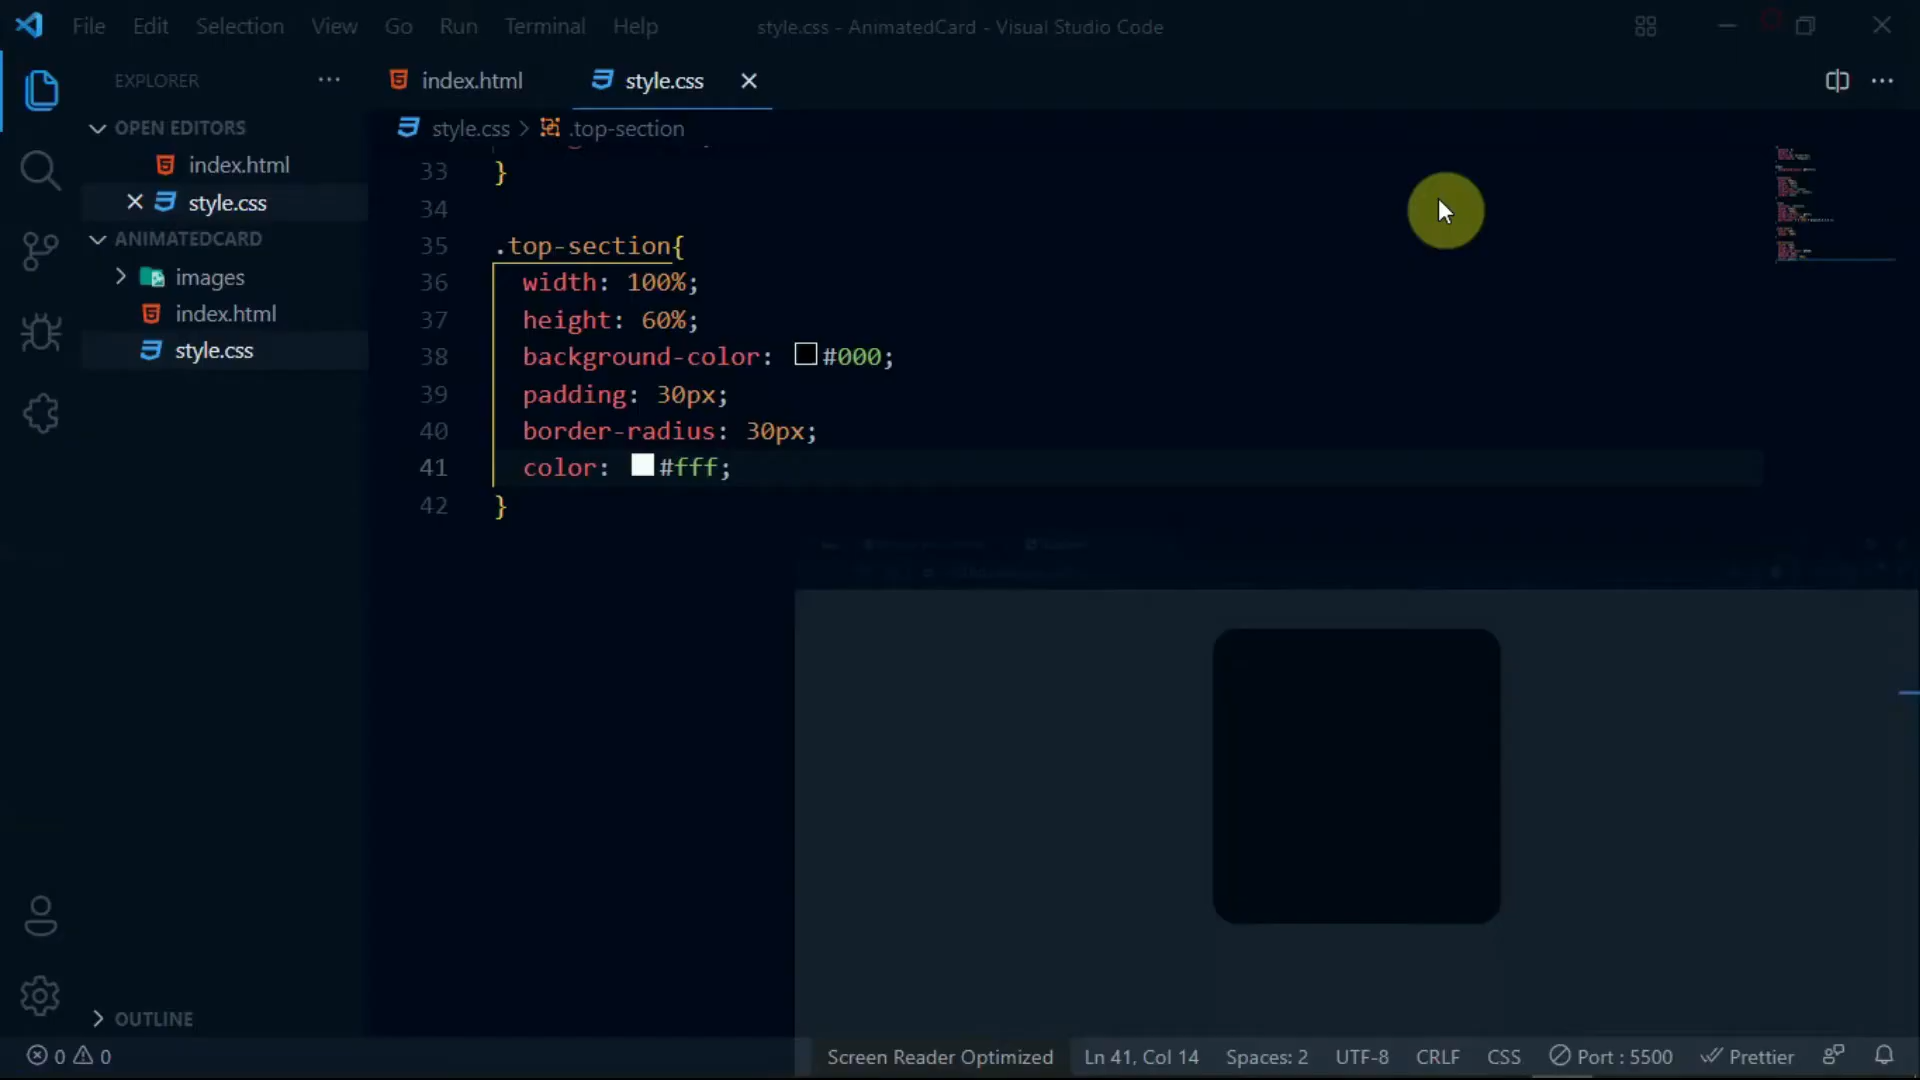 File Edit Selection View Go Run Terminal Help style.css - AnimatedCard - Visual Studio Code
EXPLORER
index.html style.css
OPEN EDITORS
index.html
style.css
ANIMATEDCARD
images
index.html
style.css
OUTLINE
style.css > .top-section
33 }
34
35 .top-section{
36 width: 100%;
37 height: 60%;
38 background-color: #000;
39 padding: 30px;
40 border-radius: 30px;
41 color: #fff;
42 }
0 0 Screen Reader Optimized Ln 41, Col 14 Spaces: 2 UTF-8 CRLF CSS Port : 5500 Prettier